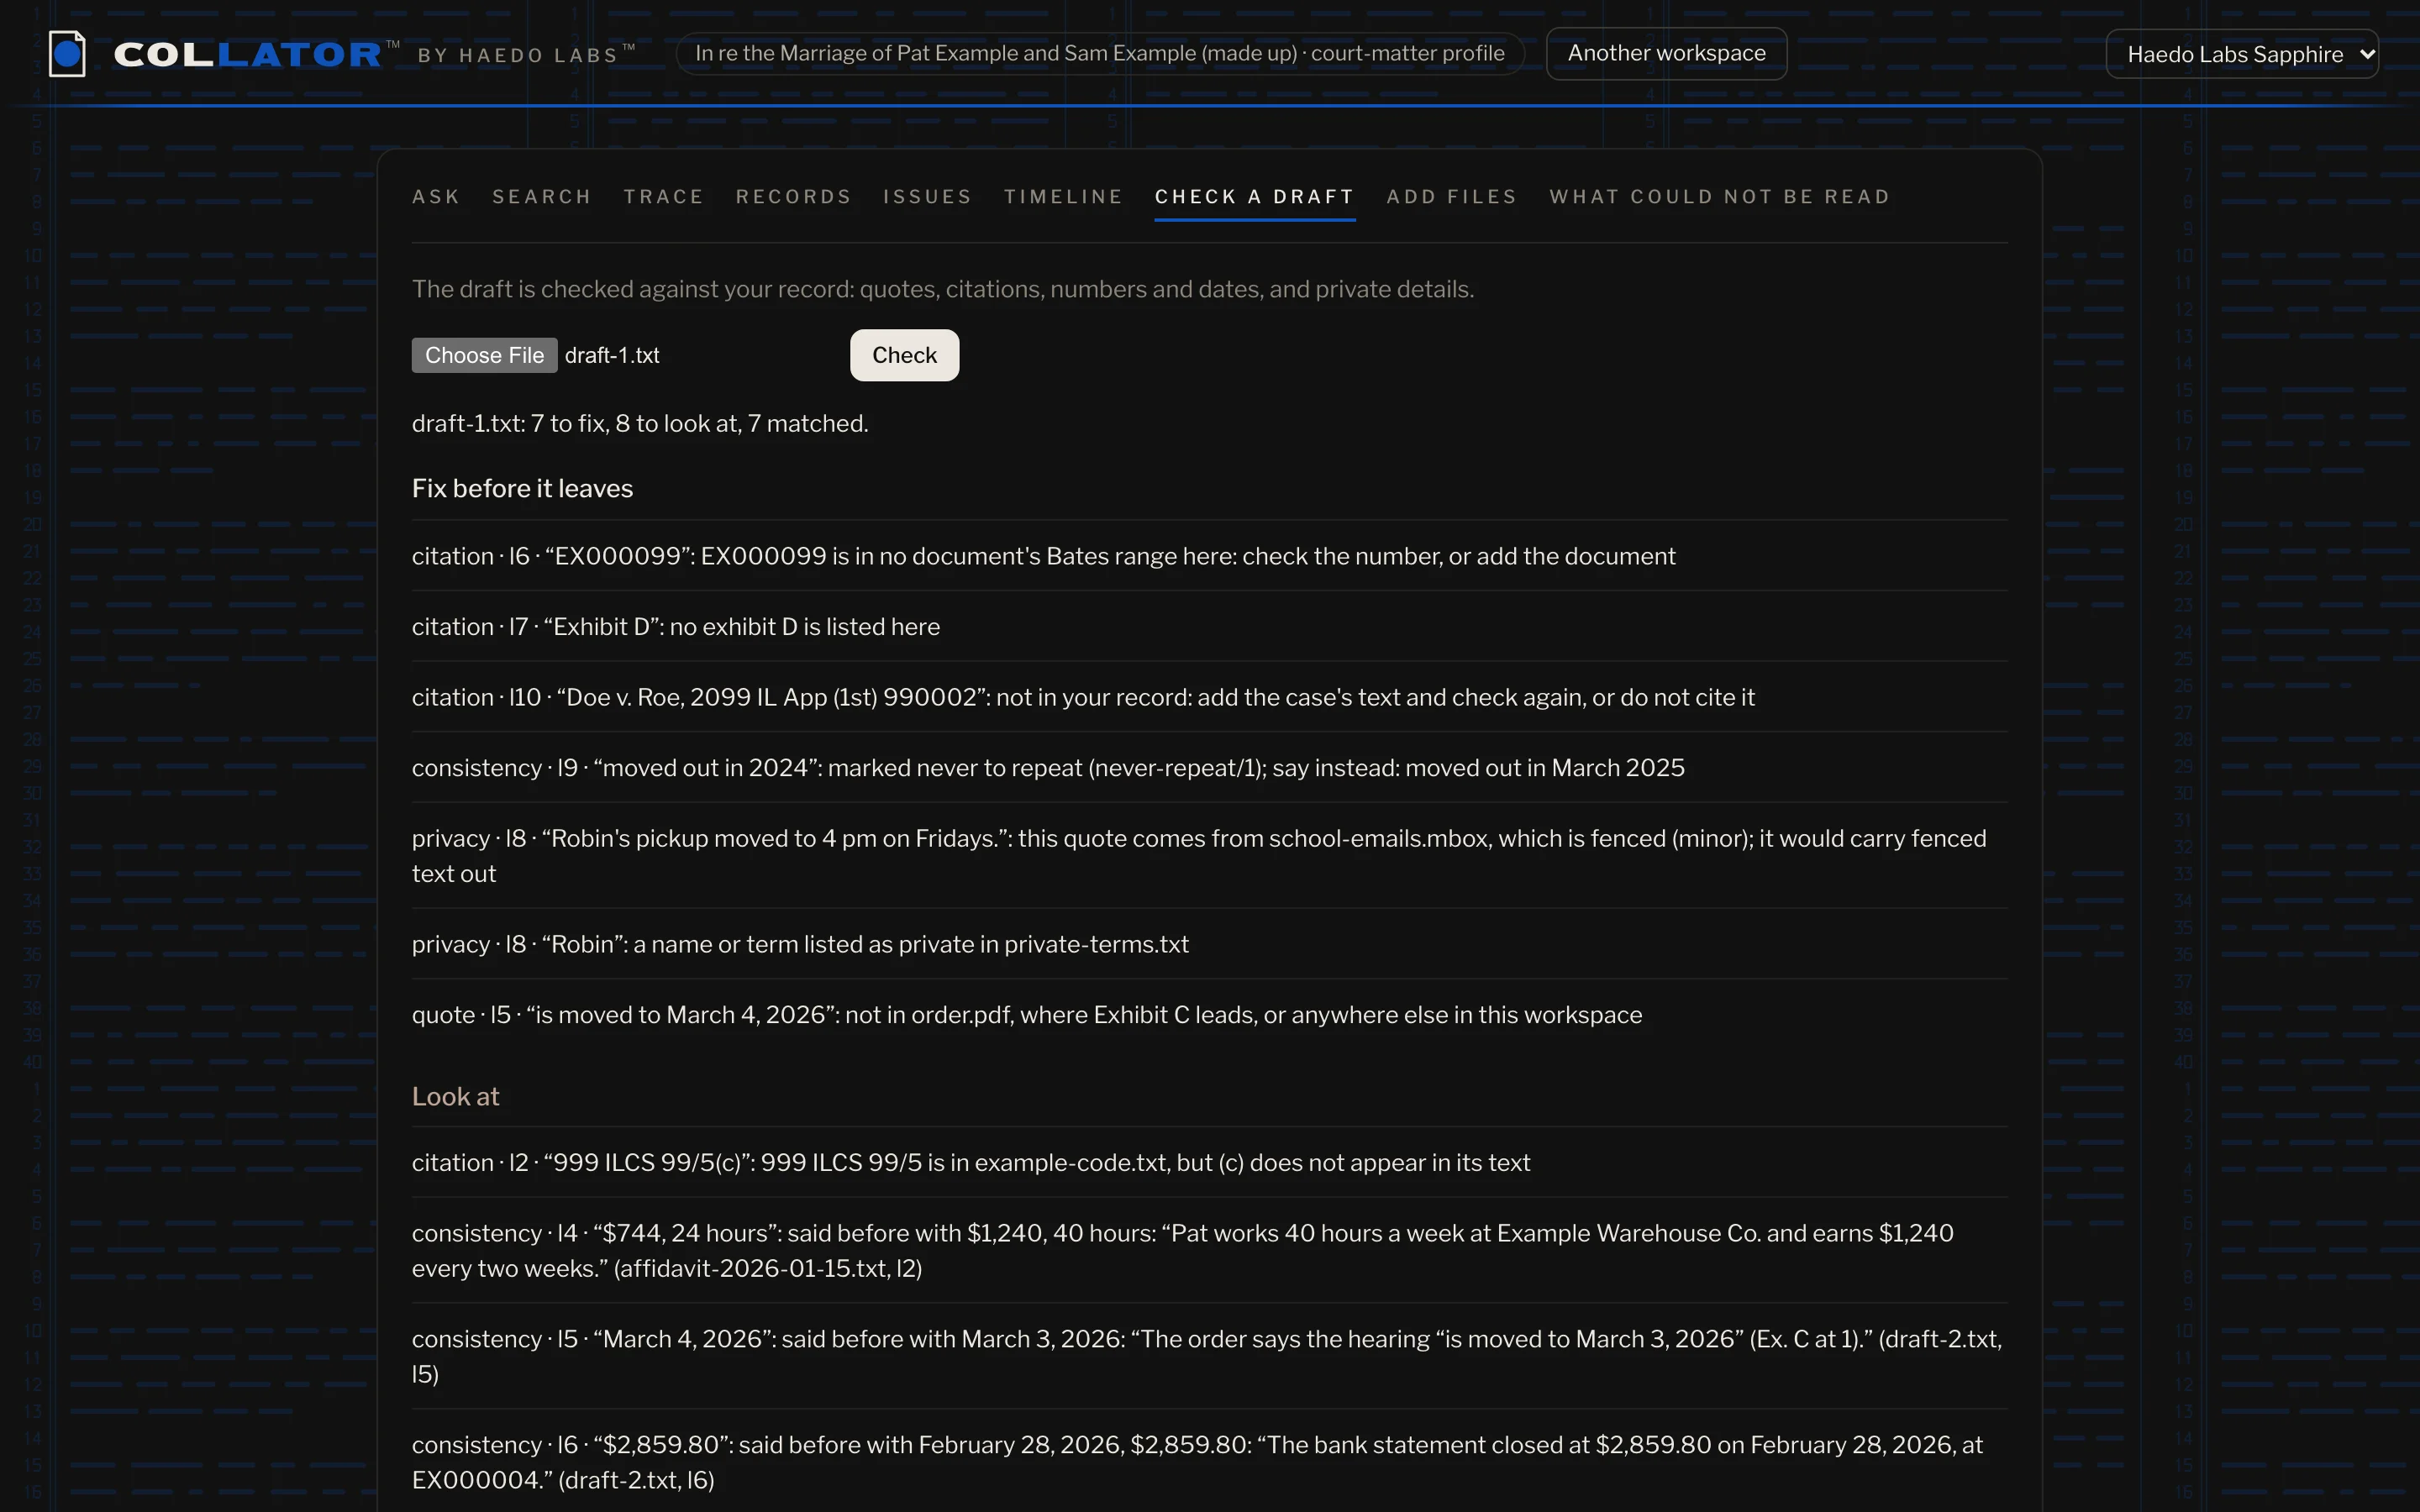 COLLATOR™ BY HAEDO LABS™
In re the Marriage of Pat Example and Sam Example (made up) · court-matter profile
Another workspace
Haedo Labs Sapphire
ASK SEARCH TRACE RECORDS ISSUES TIMELINE CHECK A DRAFT ADD FILES WHAT COULD NOT BE READ
The draft is checked against your record: quotes, citations, numbers and dates, and private details.
Choose File draft-1.txt Check
draft-1.txt: 7 to fix, 8 to look at, 7 matched.
Fix before it leaves
citation · l6 · “EX000099”: EX000099 is in no document's Bates range here: check the number, or add the document
citation · l7 · “Exhibit D”: no exhibit D is listed here
citation · l10 · “Doe v. Roe, 2099 IL App (1st) 990002”: not in your record: add the case's text and check again, or do not cite it
consistency · l9 · “moved out in 2024”: marked never to repeat (never-repeat/1); say instead: moved out in March 2025
privacy · l8 · “Robin's pickup moved to 4 pm on Fridays.”: this quote comes from school-emails.mbox, which is fenced (minor); it would carry fenced
text out
privacy · l8 · “Robin”: a name or term listed as private in private-terms.txt
quote · l5 · “is moved to March 4, 2026”: not in order.pdf, where Exhibit C leads, or anywhere else in this workspace
Look at
citation · l2 · “999 ILCS 99/5(c)”: 999 ILCS 99/5 is in example-code.txt, but (c) does not appear in its text
consistency · l4 · “$744, 24 hours”: said before with $1,240, 40 hours: “Pat works 40 hours a week at Example Warehouse Co. and earns $1,240
every two weeks.” (affidavit-2026-01-15.txt, l2)
consistency · l5 · “March 4, 2026”: said before with March 3, 2026: “The order says the hearing “is moved to March 3, 2026” (Ex. C at 1).” (draft-2.txt,
l5)
consistency · l6 · “$2,859.80”: said before with February 28, 2026, $2,859.80: “The bank statement closed at $2,859.80 on February 28, 2026, at
EX000004.” (draft-2.txt, l6)